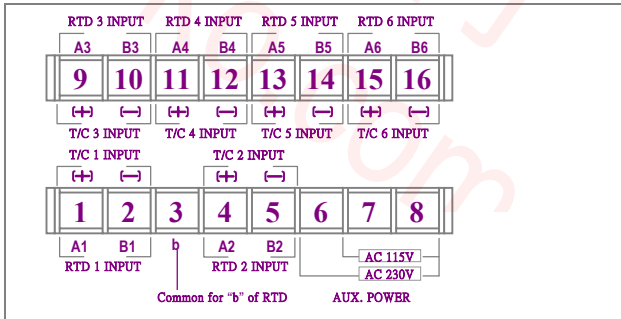 RTD 3 INPUT RTD 4 INPUT RTD 5 INPUT RTD 6 INPUT
A3 B3 A4 B4 A5 B5 A6 B6
9 10 11 12 13 14 15 16
(+) (−) (+) (−) (+) (−) (+) (−)
T/C 3 INPUT T/C 4 INPUT T/C 5 INPUT T/C 6 INPUT
T/C 1 INPUT T/C 2 INPUT
(+) (−) (+) (−)
1 2 3 4 5 6 7 8
A1 B1 b A2 B2
RTD 1 INPUT RTD 2 INPUT
AC 115V
AC 230V
Common for “b” of RTD AUX. POWER